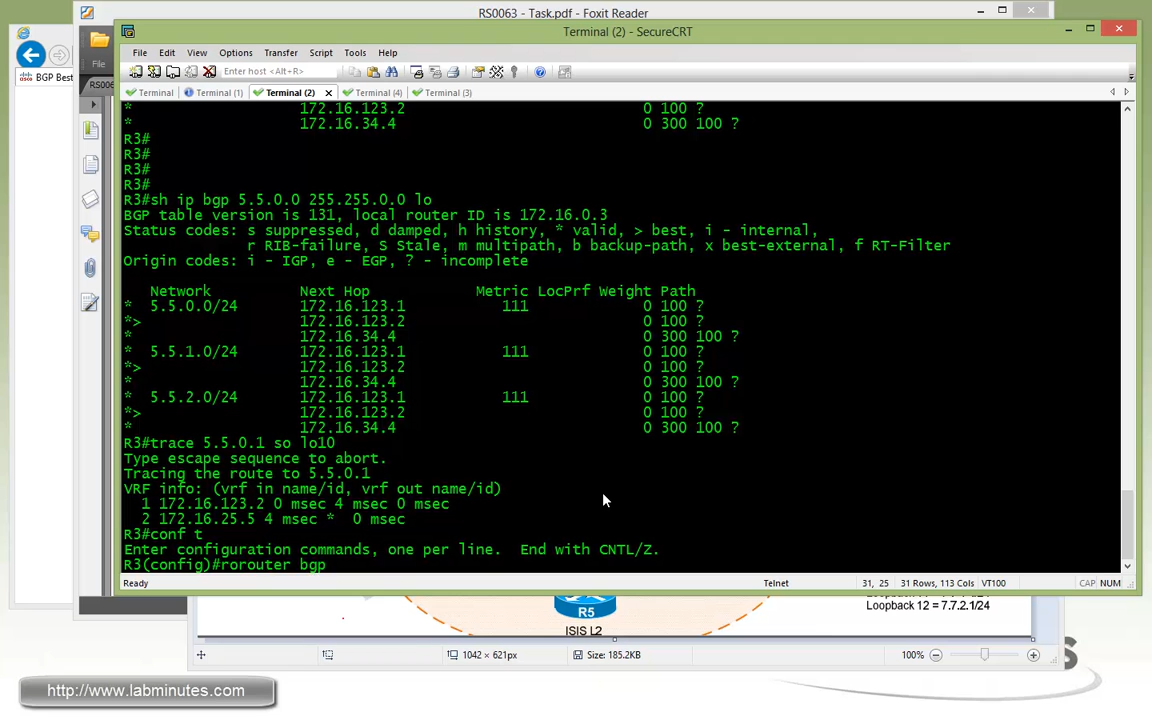 RS0063 - Task.pdf - Foxit Reader
Terminal (2) - SecureCRT
File Edit View Options Transfer Script Tools Help
Enter host <Alt+R>
File
BGP Best
RS006
Terminal Terminal (1) Terminal (2) Terminal (4) Terminal (3)
* 172.16.123.2 0 100 ?
* 172.16.34.4 0 300 100 ?
R3#
R3#
R3#
R3#
R3#sh ip bgp 5.5.0.0 255.255.0.0 lo
BGP table version is 131, local router ID is 172.16.0.3
Status codes: s suppressed, d damped, h history, * valid, > best, i - internal,
r RIB-failure, S Stale, m multipath, b backup-path, x best-external, f RT-Filter
Origin codes: i - IGP, e - EGP, ? - incomplete
Network Next Hop Metric LocPrf Weight Path
* 5.5.0.0/24 172.16.123.1 111 0 100 ?
*> 172.16.123.2 0 100 ?
* 172.16.34.4 0 300 100 ?
* 5.5.1.0/24 172.16.123.1 111 0 100 ?
*> 172.16.123.2 0 100 ?
* 172.16.34.4 0 300 100 ?
* 5.5.2.0/24 172.16.123.1 111 0 100 ?
*> 172.16.123.2 0 100 ?
* 172.16.34.4 0 300 100 ?
R3#trace 5.5.0.1 so lo10
Type escape sequence to abort.
Tracing the route to 5.5.0.1
VRF info: (vrf in name/id, vrf out name/id)
1 172.16.123.2 0 msec 4 msec 0 msec
2 172.16.25.5 4 msec * 0 msec
R3#conf t
Enter configuration commands, one per line. End with CNTL/Z.
R3(config)#rorouter bgp
Ready Telnet 31, 25 31 Rows, 113 Cols VT100 CAP NUM
R5
ISIS L2
Loopback 12 = 7.7.2.1/24
1042 × 621px Size: 185.2KB 100%
http://www.labminutes.com